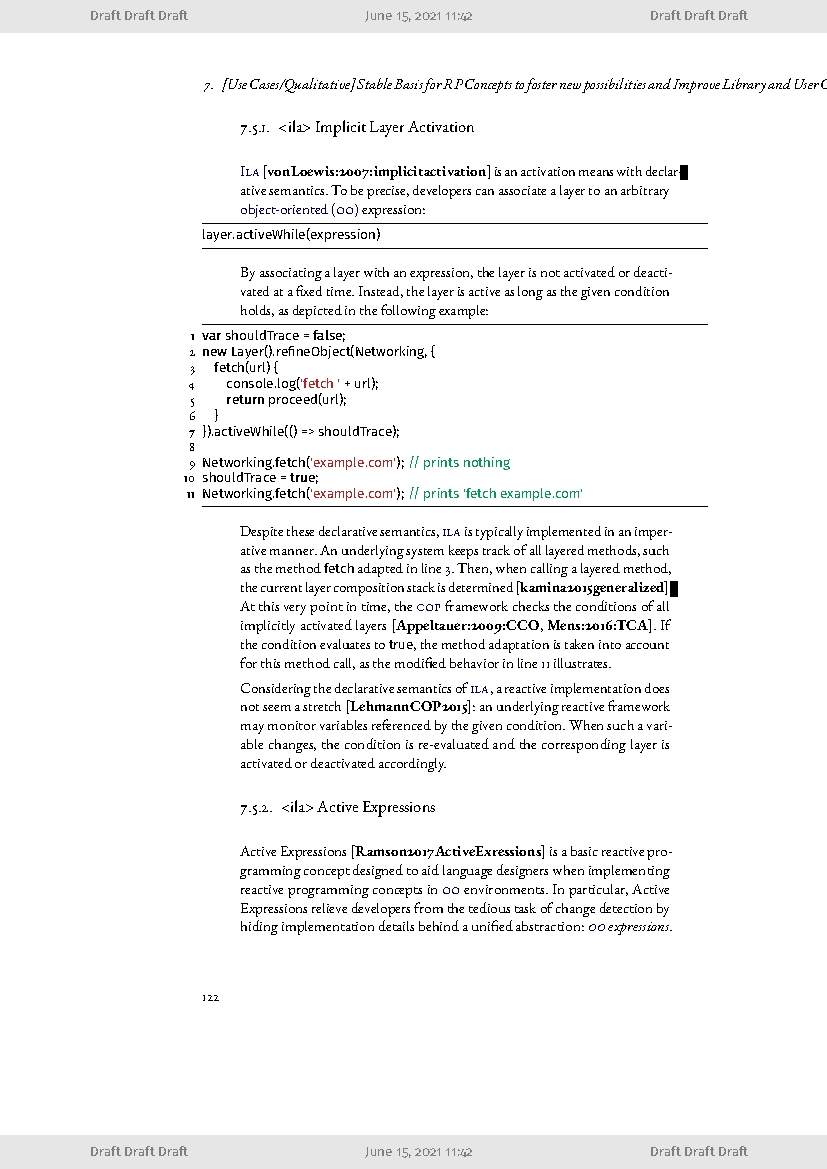 Draft Draft Draft June 15, 2021 11:42 Draft Draft Draft
7. [Use Cases/Qualitative] Stable Basis for RP Concepts to foster new possibilities and Improve Library and User
7.5.1. <ila> Implicit Layer Activation
ILA [vonLoewis:2007:implicitactivation] is an activation means with declar-
ative semantics. To be precise, developers can associate a layer to an arbitrary
object-oriented (OO) expression:
layer.activeWhile(expression)
By associating a layer with an expression, the layer is not activated or deacti-
vated at a fixed time. Instead, the layer is active as long as the given condition
holds, as depicted in the following example:
1 var shouldTrace = false;
2 new Layer().refineObject(Networking, {
3 fetch(url) {
4 console.log('fetch ' + url);
5 return proceed(url);
6 }
7 }).activeWhile(() => shouldTrace);
8
9 Networking.fetch('example.com'); // prints nothing
10 shouldTrace = true;
11 Networking.fetch('example.com'); // prints 'fetch example.com'
Despite these declarative semantics, ILA is typically implemented in an imper-
ative manner. An underlying system keeps track of all layered methods, such
as the method fetch adapted in line 3. Then, when calling a layered method,
the current layer composition stack is determined [kamina2015generalized]
At this very point in time, the COP framework checks the conditions of all
implicitly activated layers [Appeltauer:2009:CCO, Mens:2016:TCA]. If
the condition evaluates to true, the method adaptation is taken into account
for this method call, as the modified behavior in line 11 illustrates.
Considering the declarative semantics of ILA, a reactive implementation does
not seem a stretch [LehmannCOP2015]: an underlying reactive framework
may monitor variables referenced by the given condition. When such a vari-
able changes, the condition is re-evaluated and the corresponding layer is
activated or deactivated accordingly.
7.5.2. <ila> Active Expressions
Active Expressions [Ramson2017ActiveExressions] is a basic reactive pro-
gramming concept designed to aid language designers when implementing
reactive programming concepts in OO environments. In particular, Active
Expressions relieve developers from the tedious task of change detection by
hiding implementation details behind a unified abstraction: OO expressions.
122
Draft Draft Draft June 15, 2021 11:42 Draft Draft Draft